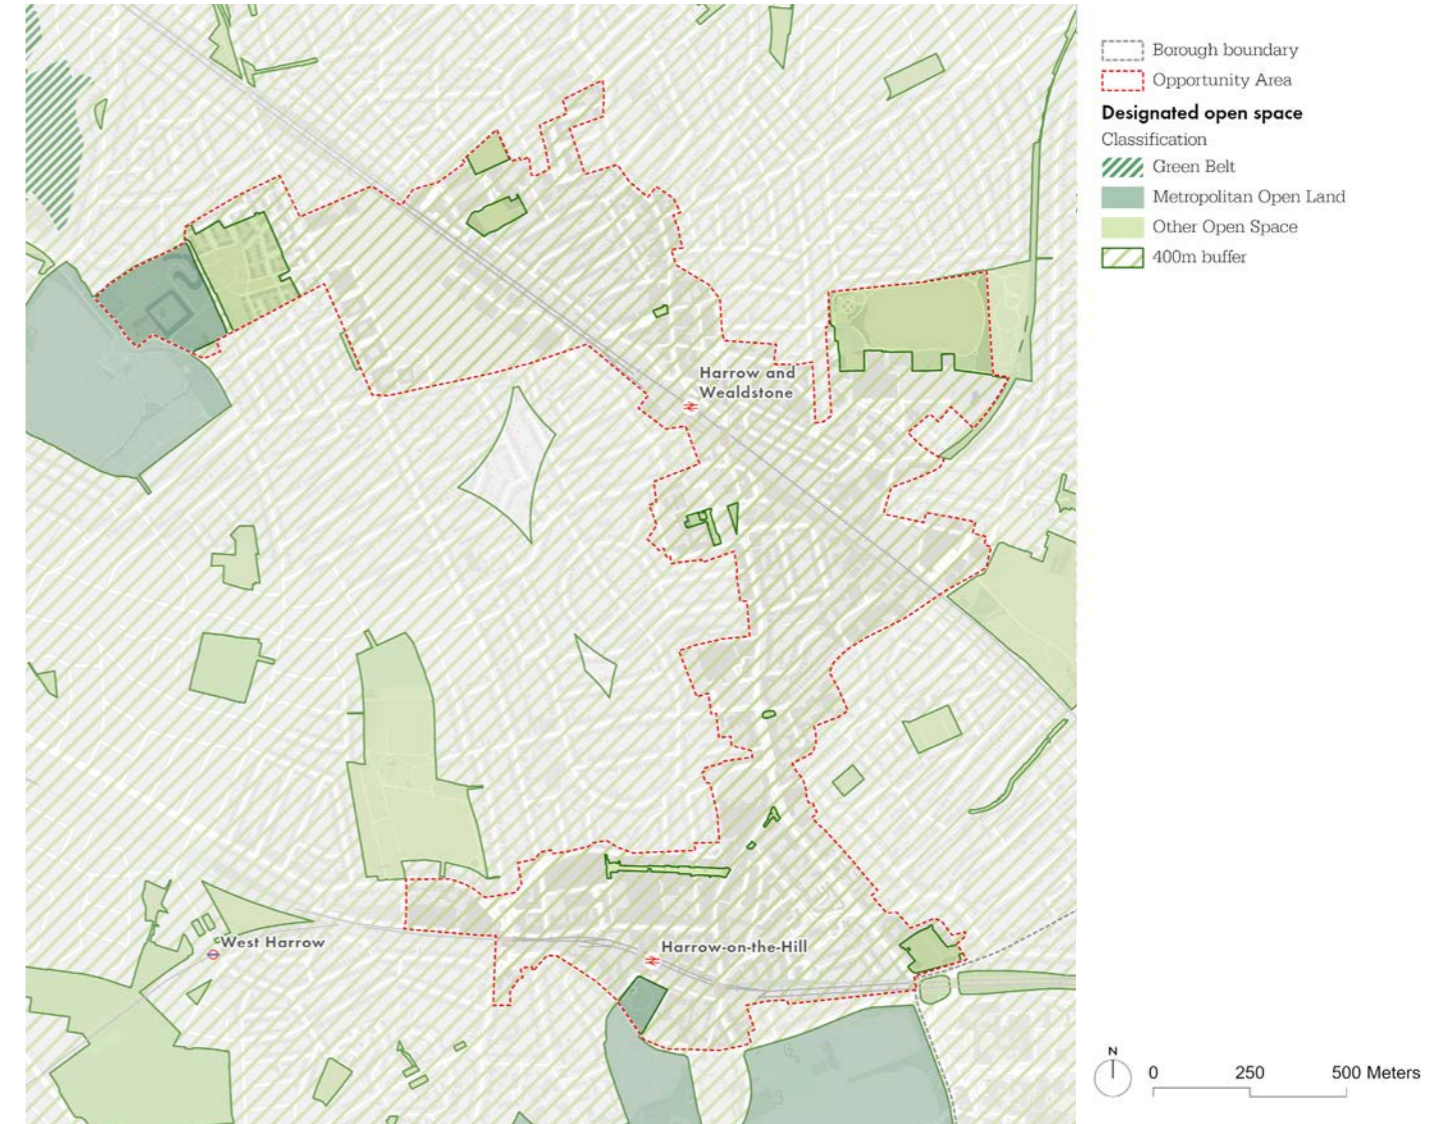 Borough boundary
Opportunity Area
Designated open space
Classification
Green Belt
Metropolitan Open Land
Other Open Space
400m buffer
Harrow and
Wealdstone
West Harrow
Harrow-on-the-Hill
N
0 250 500 Meters